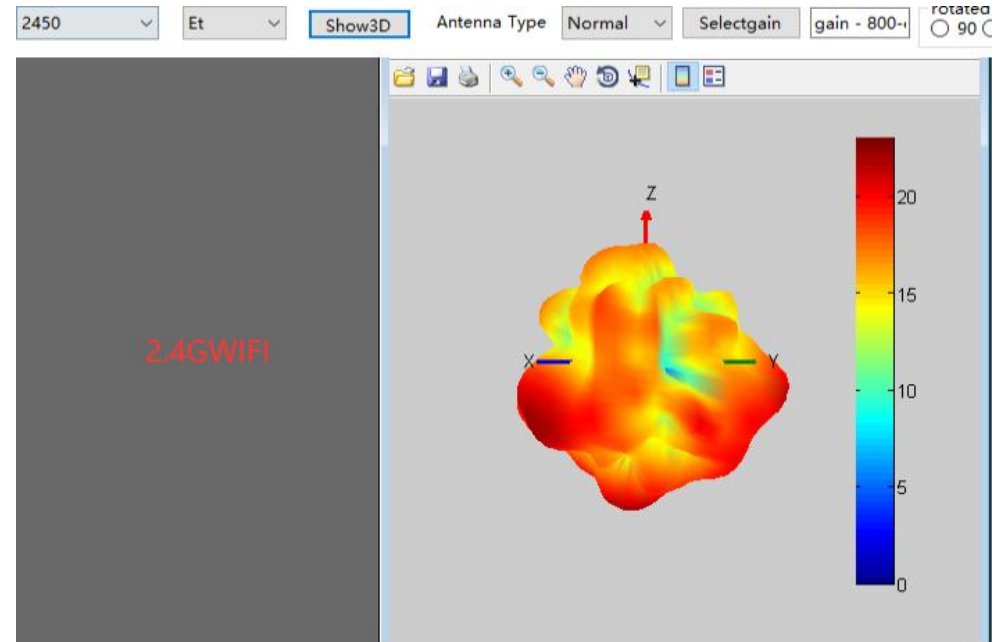 2450 Et Show3D Antenna Type Normal Selectgain gain - 800-
rotated
90
Z
20
15
2.4GWIFI
X Y
10
5
0